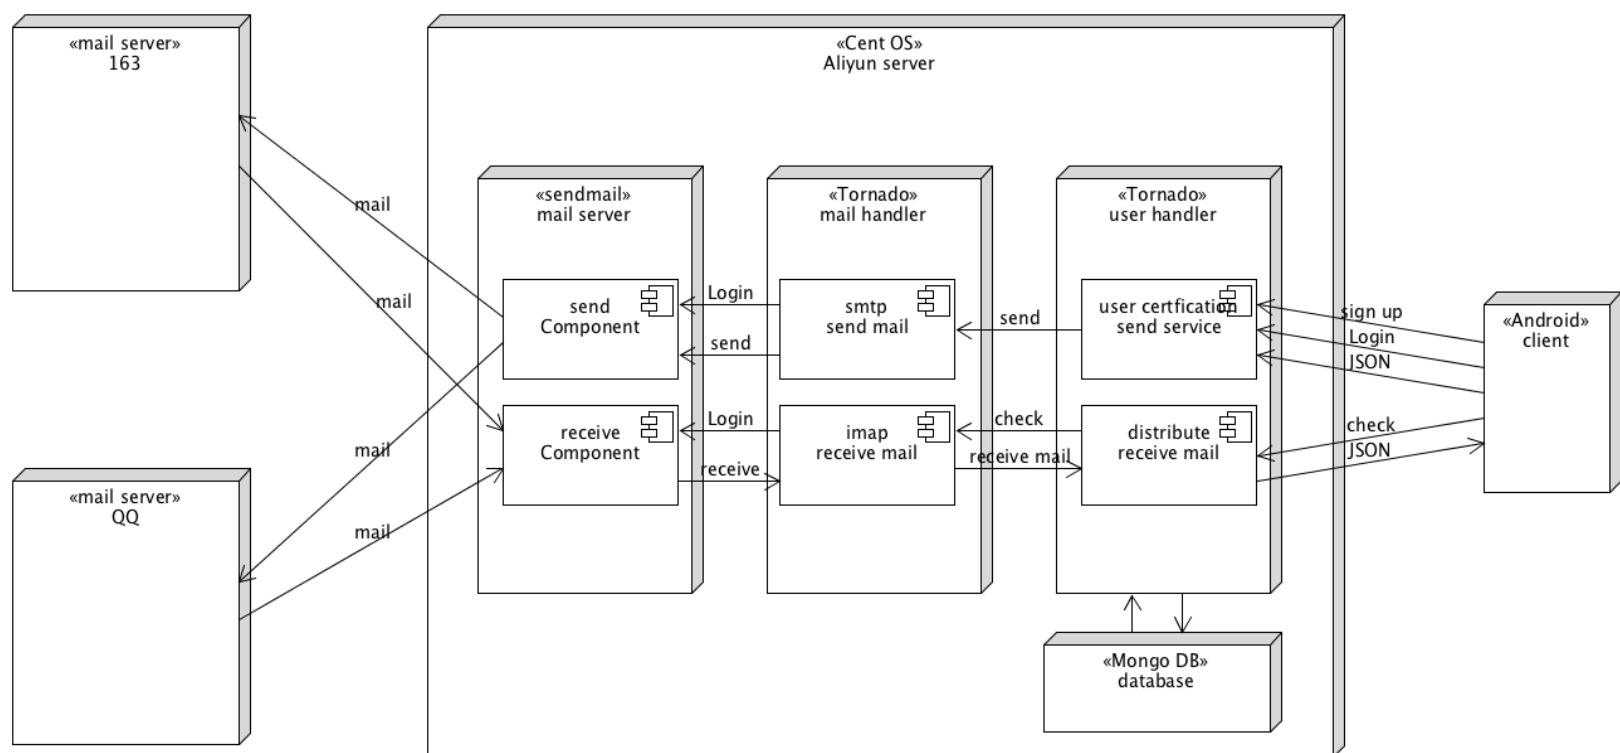 «mail server»
163
«Cent OS»
Aliyun server
«sendmail»
mail server
«Tornado»
mail handler
«Tornado»
user handler
mail
mail
send
Component
Login
send
smtp
send mail
send
user certfication
send service
sign up
Login
JSON
«Android»
client
receive
Component
Login
receive
imap
receive mail
check
receive mail
distribute
receive mail
check
JSON
mail
mail
«mail server»
QQ
«Mongo DB»
database